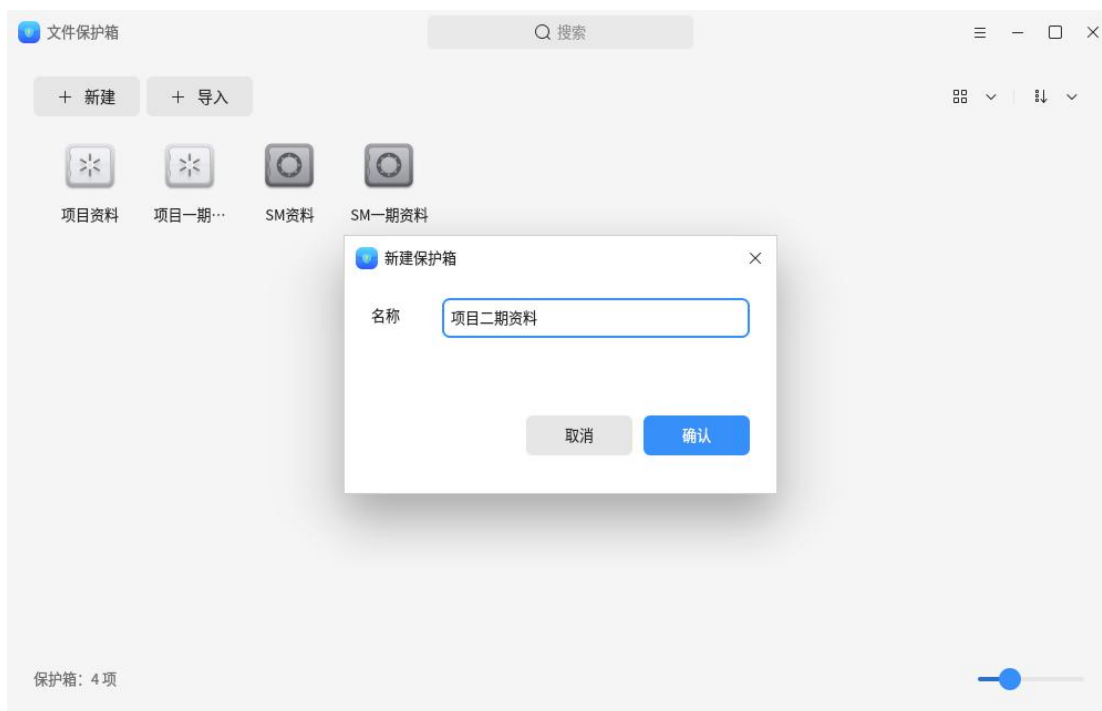 文件保护箱
搜索
新建
导入
项目资料
项目一期…
SM资料
SM一期资料
新建保护箱
名称
项目二期资料
取消
确认
保护箱：4 项